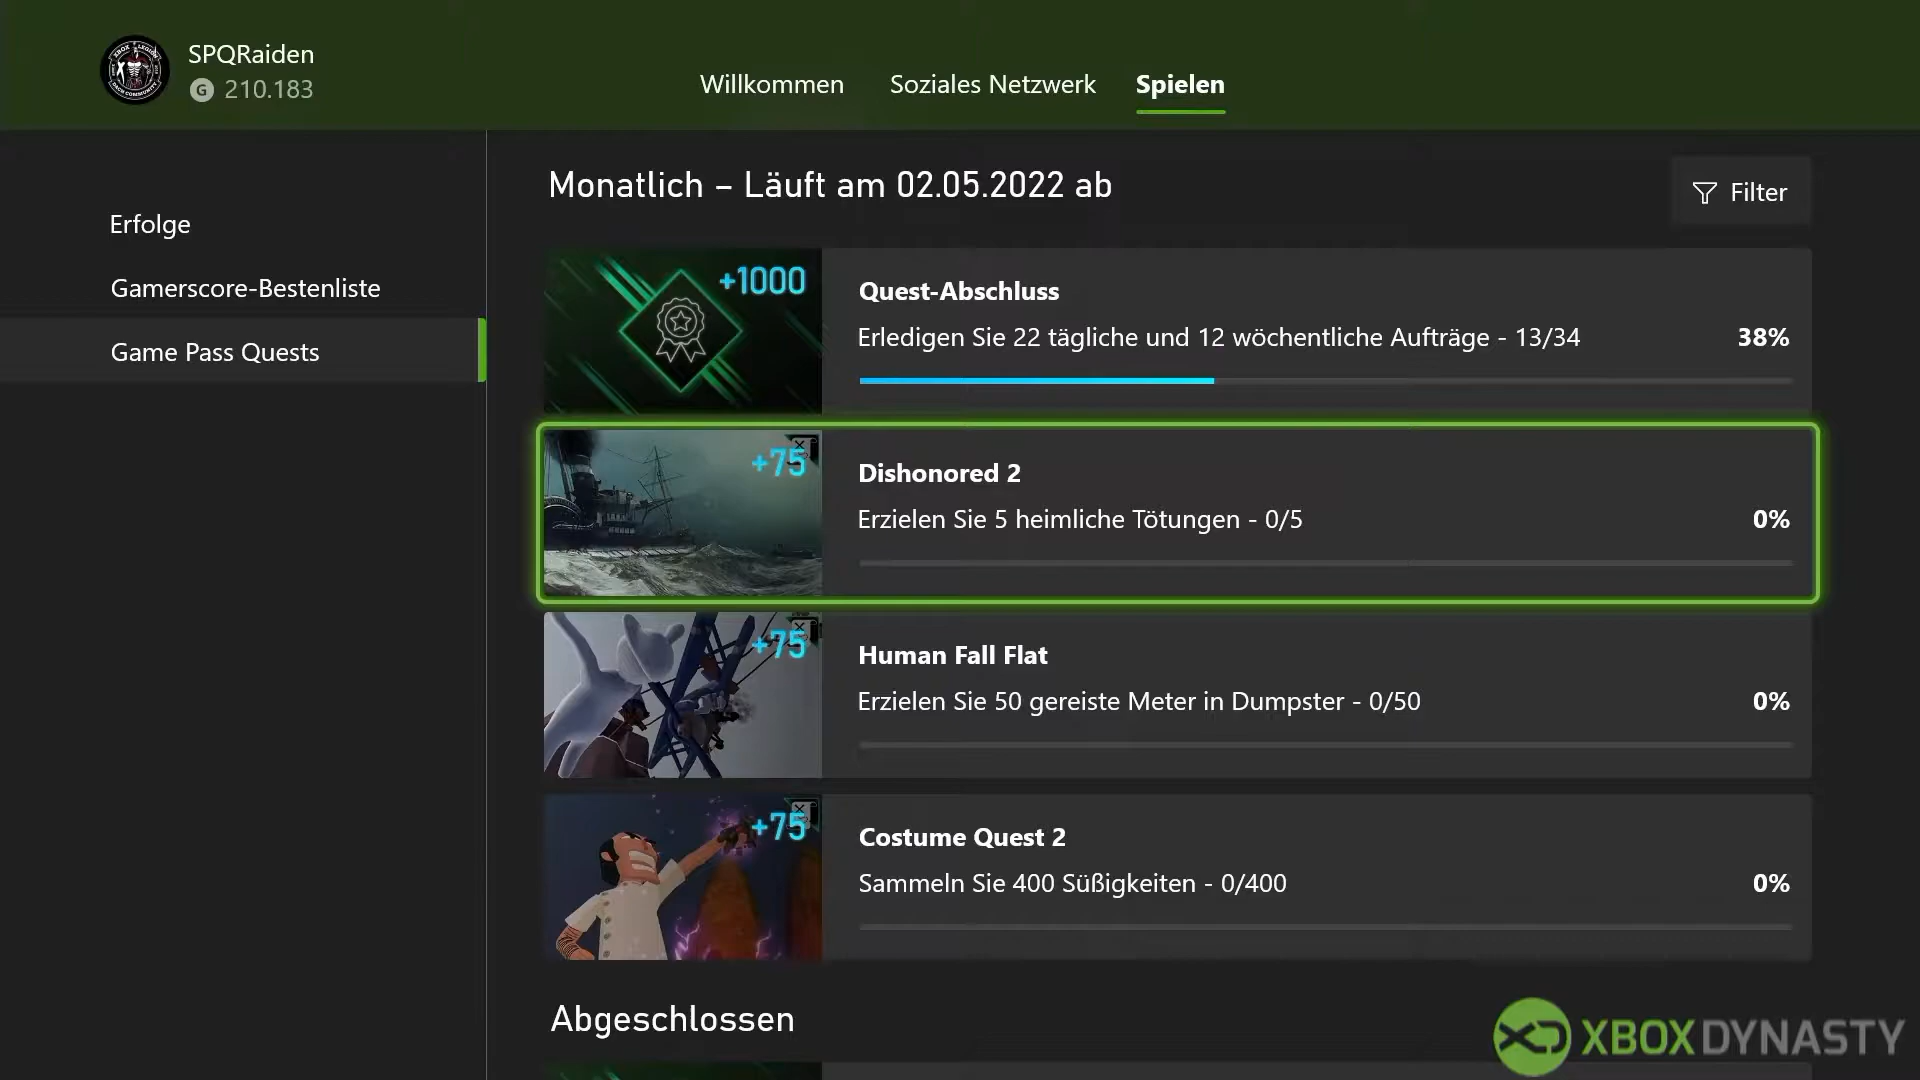 SPQRaiden
G 210.183
Willkommen
Soziales Netzwerk
Spielen
Erfolge
Gamerscore-Bestenliste
Game Pass Quests
Monatlich – Läuft am 02.05.2022 ab
Filter
+1000
Quest-Abschluss
Erledigen Sie 22 tägliche und 12 wöchentliche Aufträge - 13/34
38%
+75
Dishonored 2
Erzielen Sie 5 heimliche Tötungen - 0/5
0%
+75
Human Fall Flat
Erzielen Sie 50 gereiste Meter in Dumpster - 0/50
0%
+75
Costume Quest 2
Sammeln Sie 400 Süßigkeiten - 0/400
0%
Abgeschlossen
XD XBOXDYNASTY